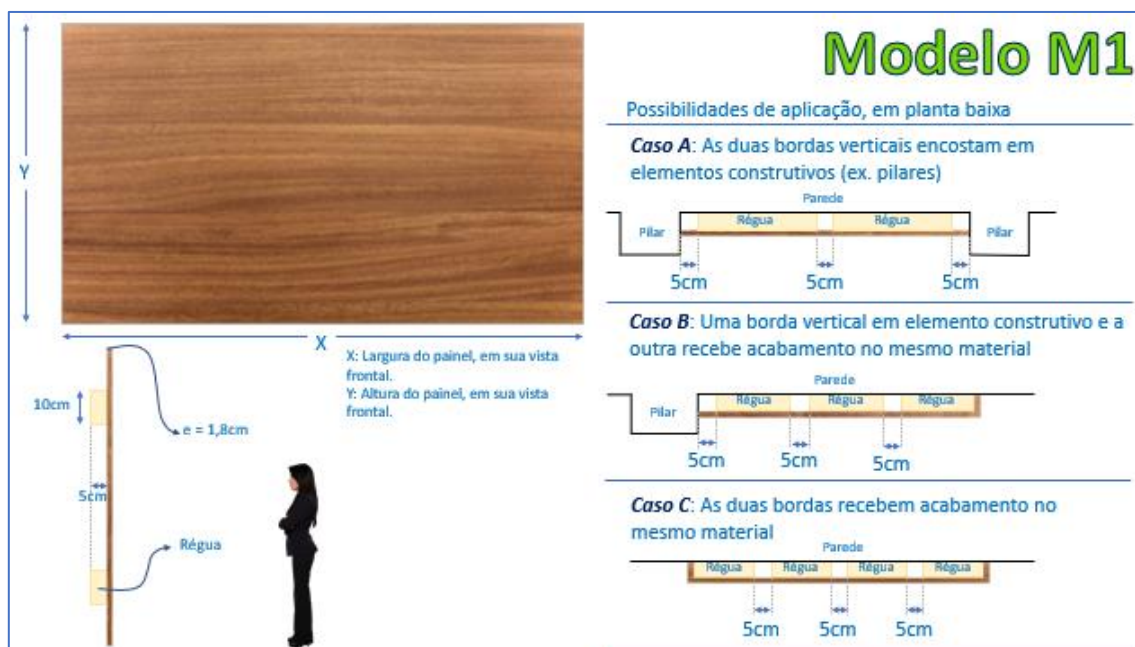 Modelo M1
Y
X
X: Largura do painel, em sua vista
frontal.
Y: Altura do painel, em sua vista
frontal.
10cm
e = 1,8cm
5cm
Régua
Possibilidades de aplicação, em planta baixa
Caso A: As duas bordas verticais encostam em
elementos construtivos (ex. pilares)
Parede
Pilar Régua Régua Pilar
5cm 5cm 5cm
Caso B: Uma borda vertical em elemento construtivo e a
outra recebe acabamento no mesmo material
Parede
Pilar Régua Régua Régua
5cm 5cm 5cm
Caso C: As duas bordas recebem acabamento no
mesmo material
Parede
Régua Régua Régua Régua
5cm 5cm 5cm